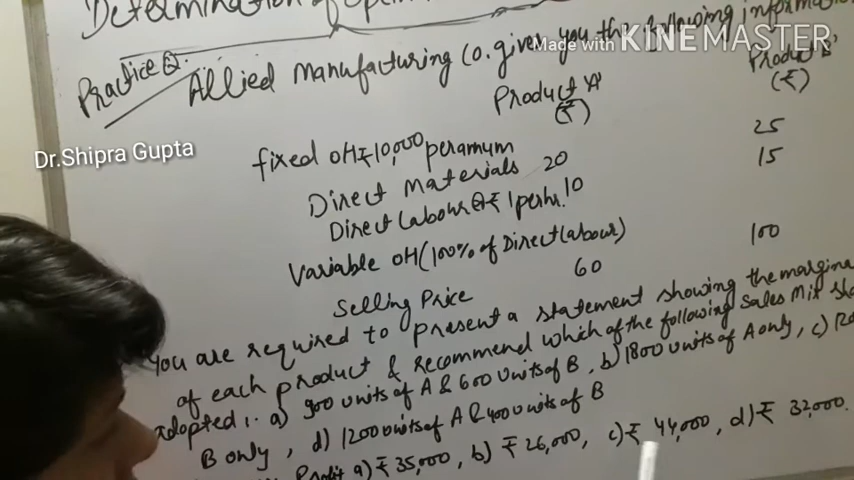 Determination of
Made with KINEMASTER
Practice Q. Allied Manufacturing Co. gives you the following
Product 'A' Product 'B'
(₹) (₹)
Dr.Shipra Gupta
fixed OH ₹ 10,000 perannum
Direct Materials 20 25
Direct Labour @ ₹ 1 perhr. 10 15
Variable OH (100% of Direct Labour)
Selling Price 60 100
You are required to present a statement showing the
of each product & recommend which of the following Sales Mix
adopted :- a) 900 units of A & 600 units of B, b) 1800 units of A only, c)
B only, d) 1200 units of A & 400 units of B
Profit a) ₹ 35,000, b) ₹ 26,000, c) ₹ 44,000, d) ₹ 32,000.